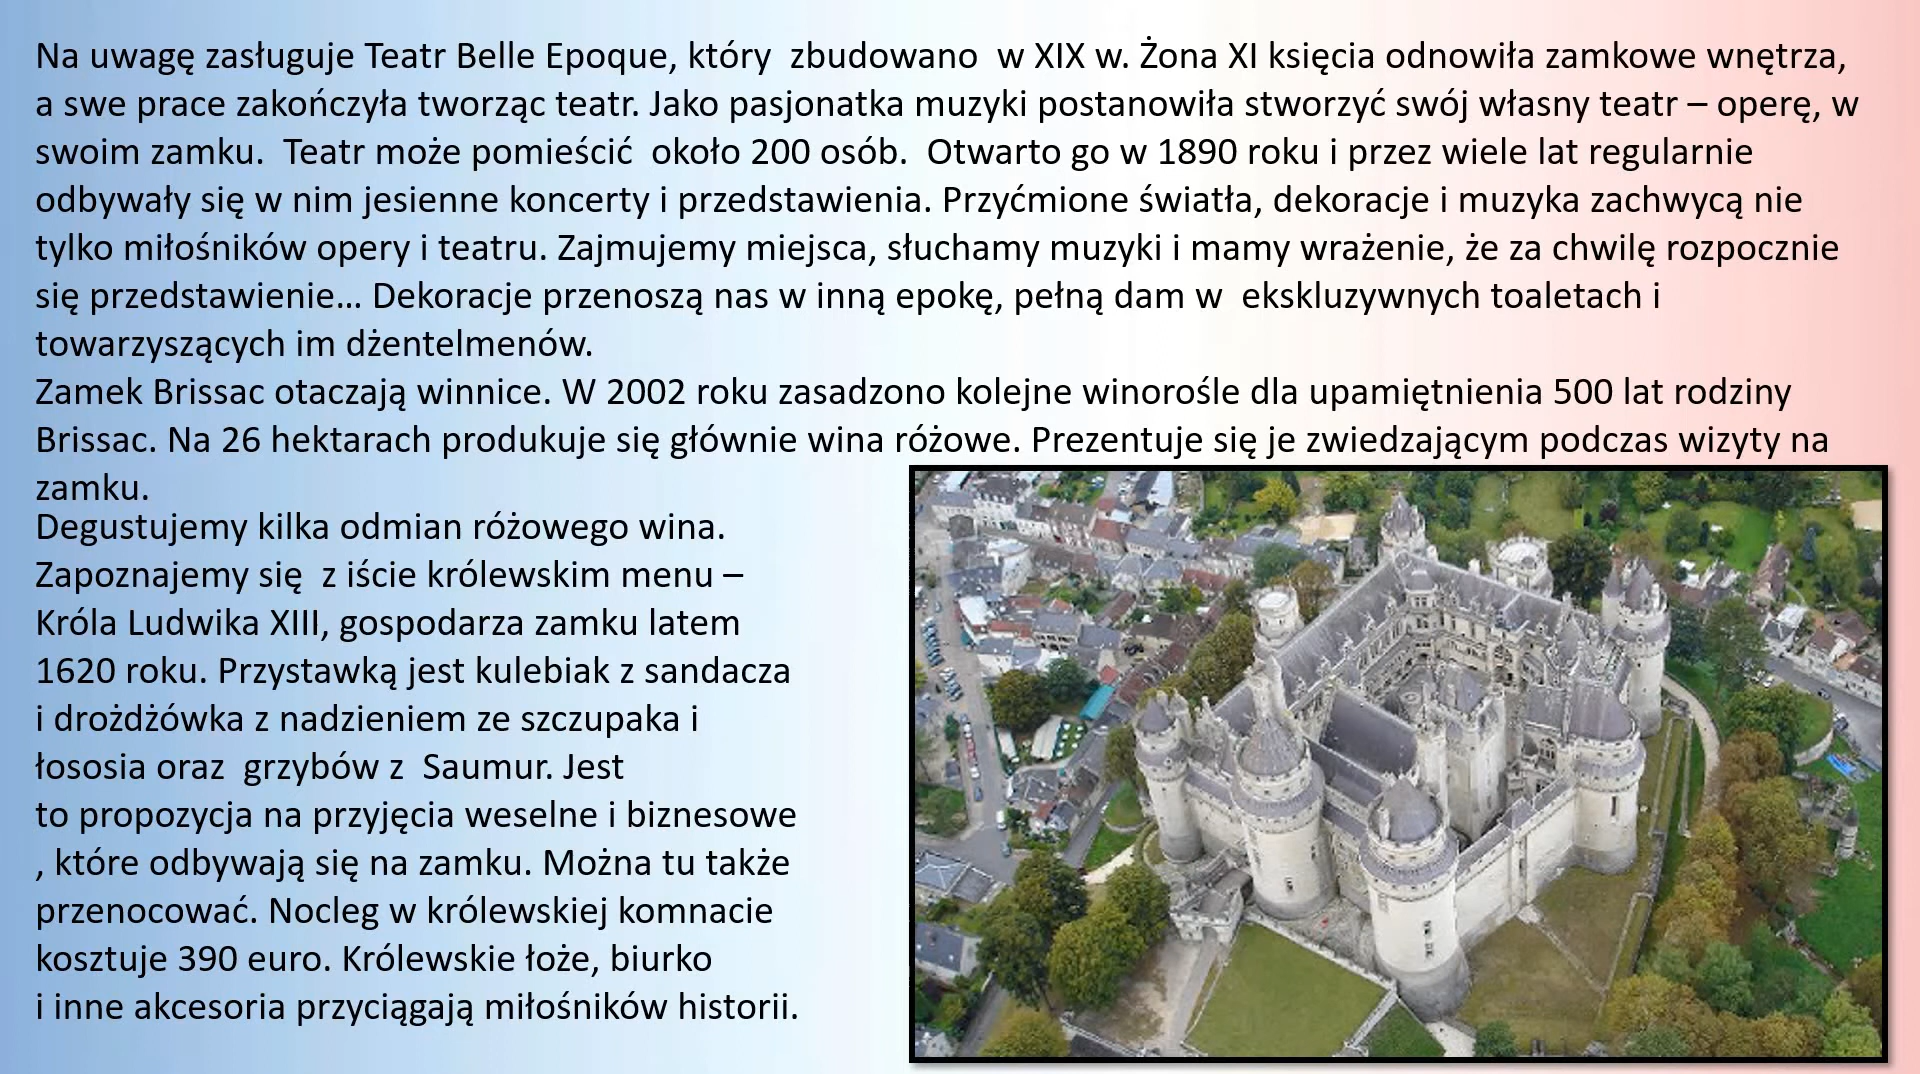 Na uwagę zasługuje Teatr Belle Epoque, który  zbudowano  w XIX w. Żona XI księcia odnowiła zamkowe wnętrza,
a swe prace zakończyła tworząc teatr. Jako pasjonatka muzyki postanowiła stworzyć swój własny teatr – operę, w
swoim zamku.  Teatr może pomieścić  około 200 osób.  Otwarto go w 1890 roku i przez wiele lat regularnie
odbywały się w nim jesienne koncerty i przedstawienia. Przyćmione światła, dekoracje i muzyka zachwycą nie
tylko miłośników opery i teatru. Zajmujemy miejsca, słuchamy muzyki i mamy wrażenie, że za chwilę rozpocznie
się przedstawienie... Dekoracje przenoszą nas w inną epokę, pełną dam w  ekskluzywnych toaletach i
towarzyszących im dżentelmenów.
Zamek Brissac otaczają winnice. W 2002 roku zasadzono kolejne winorośle dla upamiętnienia 500 lat rodziny
Brissac. Na 26 hektarach produkuje się głównie wina różowe. Prezentuje się je zwiedzającym podczas wizyty na
zamku.
Degustujemy kilka odmian różowego wina.
Zapoznajemy się  z iście królewskim menu –
Króla Ludwika XIII, gospodarza zamku latem
1620 roku. Przystawką jest kulebiak z sandacza
i drożdżówka z nadzieniem ze szczupaka i
łososia oraz  grzybów z  Saumur. Jest
to propozycja na przyjęcia weselne i biznesowe
, które odbywają się na zamku. Można tu także
przenocować. Nocleg w królewskiej komnacie
kosztuje 390 euro. Królewskie łoże, biurko
i inne akcesoria przyciągają miłośników historii.